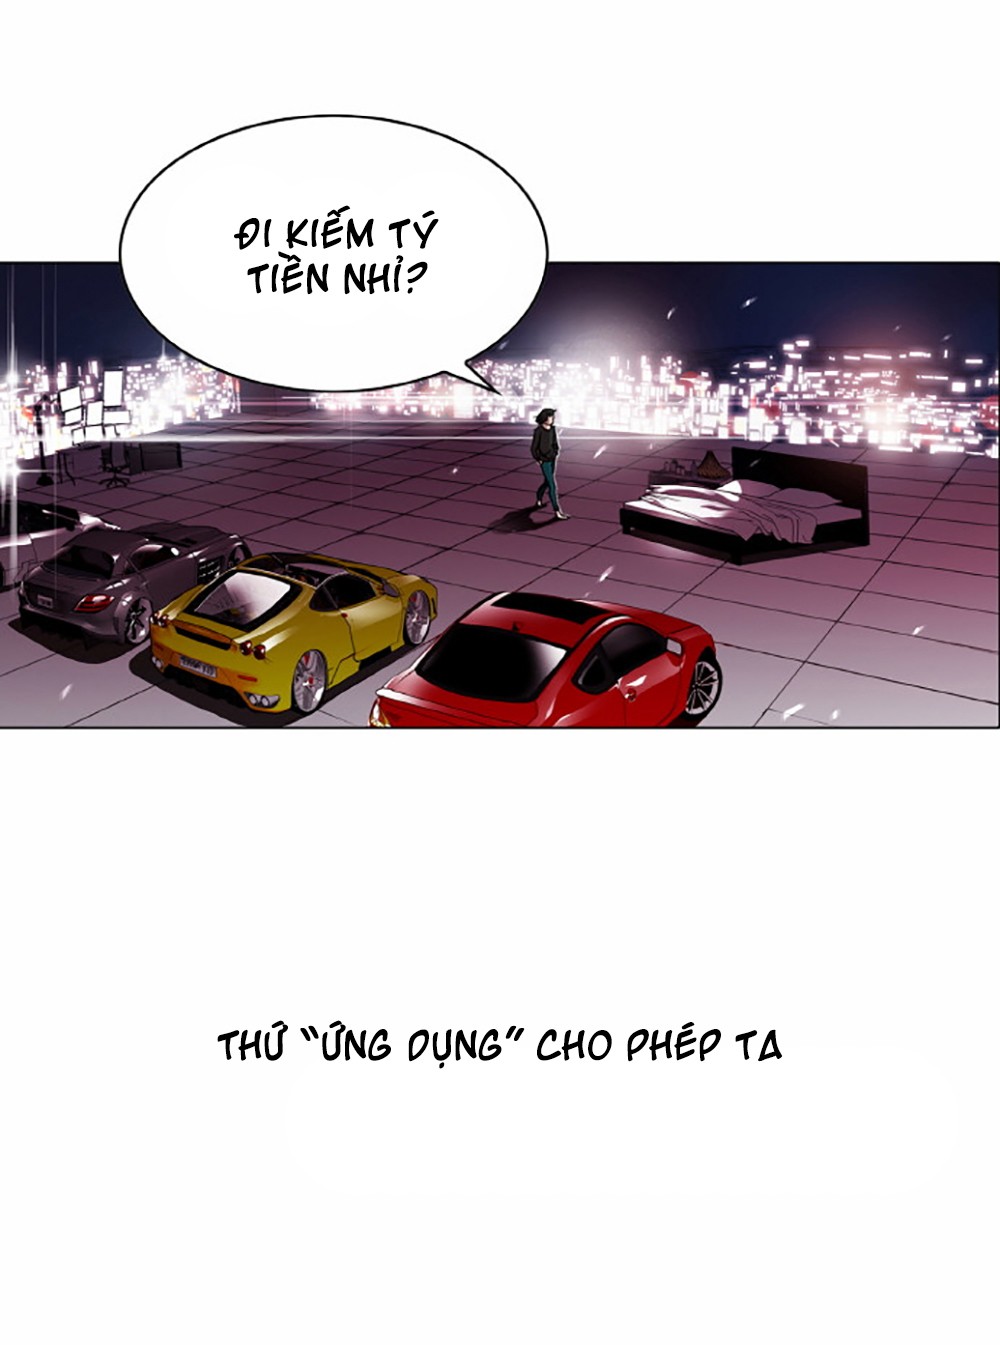 ĐI KIẾM TÝ
TIỀN NHỈ?
THỨ “ỨNG DỤNG” CHO PHÉP TA